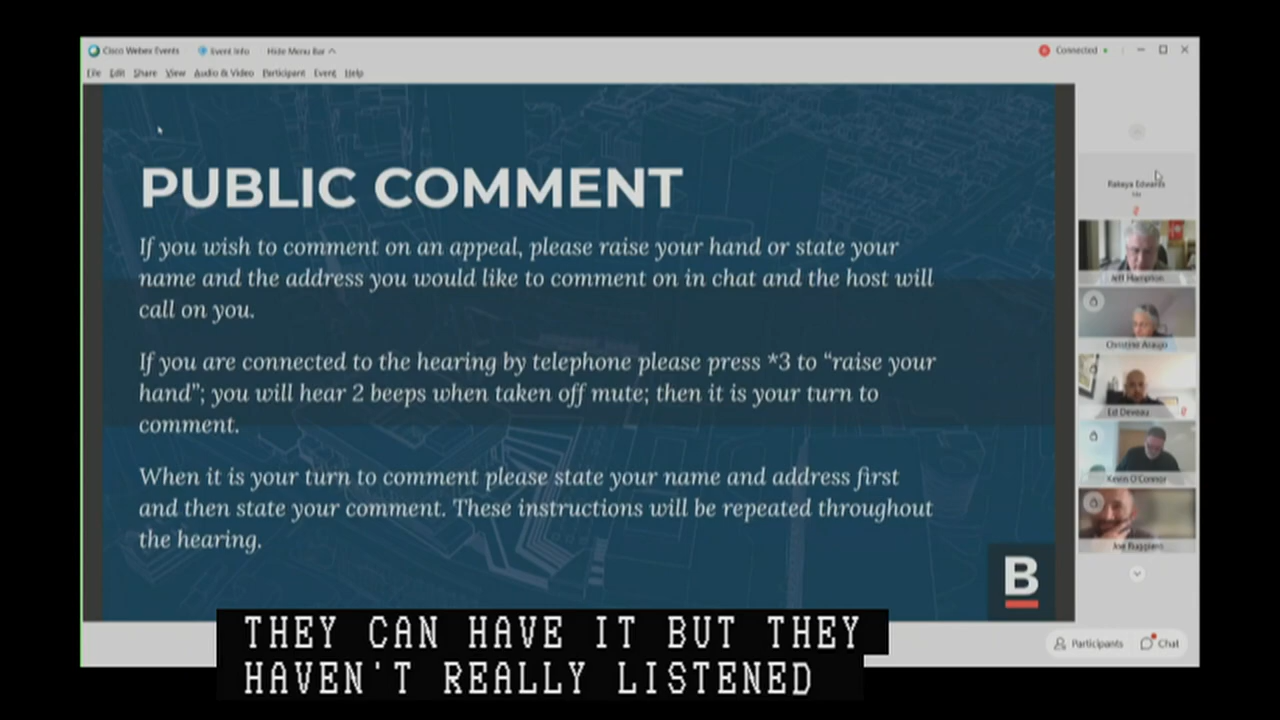 Cisco Webex Events Event Info Hide Menu Bar Connected
File Edit Share View Audio & Video Participant Event Help
PUBLIC COMMENT
If you wish to comment on an appeal, please raise your hand or state your
name and the address you would like to comment on in chat and the host will
call on you.
If you are connected to the hearing by telephone please press *3 to “raise your
hand”; you will hear 2 beeps when taken off mute; then it is your turn to
comment.
When it is your turn to comment please state your name and address first
and then state your comment. These instructions will be repeated throughout
the hearing.
B
Rakeya Edwards
Jeff Hampton
Christine Araujo
Ed Deveau
Kevin O'Connor
Joe Ruggiero
Participants Chat
THEY CAN HAVE IT BUT THEY
HAVEN'T REALLY LISTENED